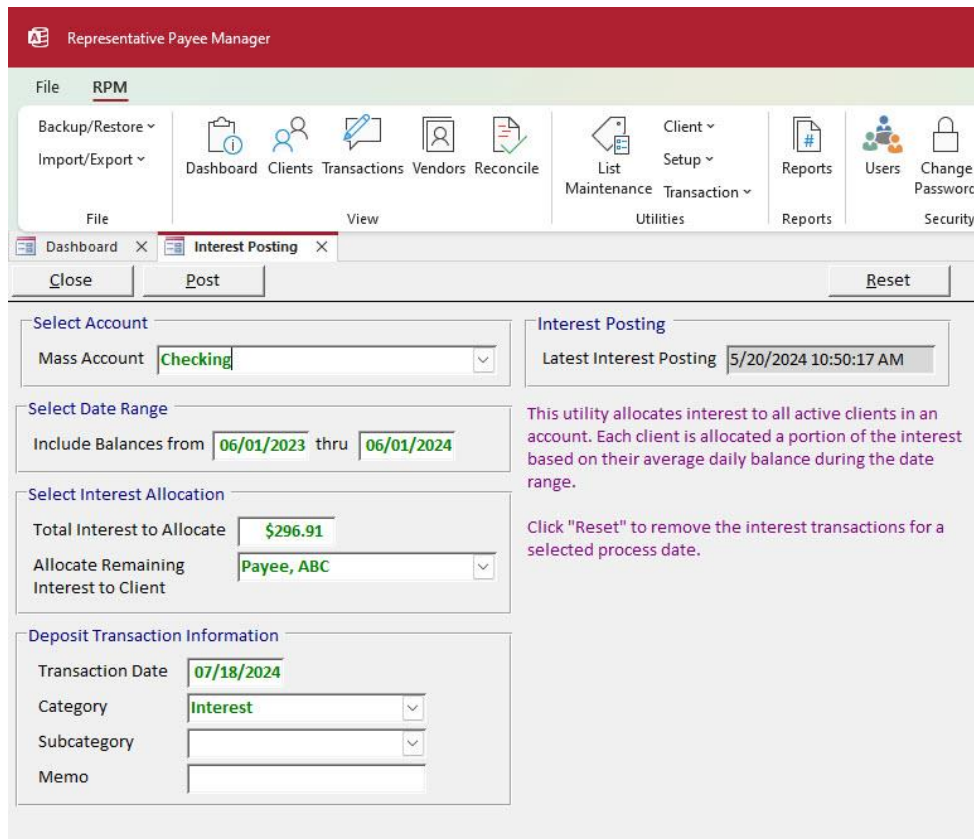 Representative Payee Manager
File RPM
Backup/Restore
Import/Export
File
Dashboard Clients Transactions Vendors Reconcile
View
List Maintenance
Client
Setup
Transaction
Utilities
#
Reports
Reports
Users
Change Password
Security
Dashboard Interest Posting
Close Post Reset
Select Account
Mass Account Checking
Select Date Range
Include Balances from 06/01/2023 thru 06/01/2024
Select Interest Allocation
Total Interest to Allocate $296.91
Allocate Remaining
Interest to Client
Payee, ABC
Deposit Transaction Information
Transaction Date 07/18/2024
Category Interest
Subcategory
Memo
Interest Posting
Latest Interest Posting 5/20/2024 10:50:17 AM
This utility allocates interest to all active clients in an
account. Each client is allocated a portion of the interest
based on their average daily balance during the date
range.
Click "Reset" to remove the interest transactions for a
selected process date.